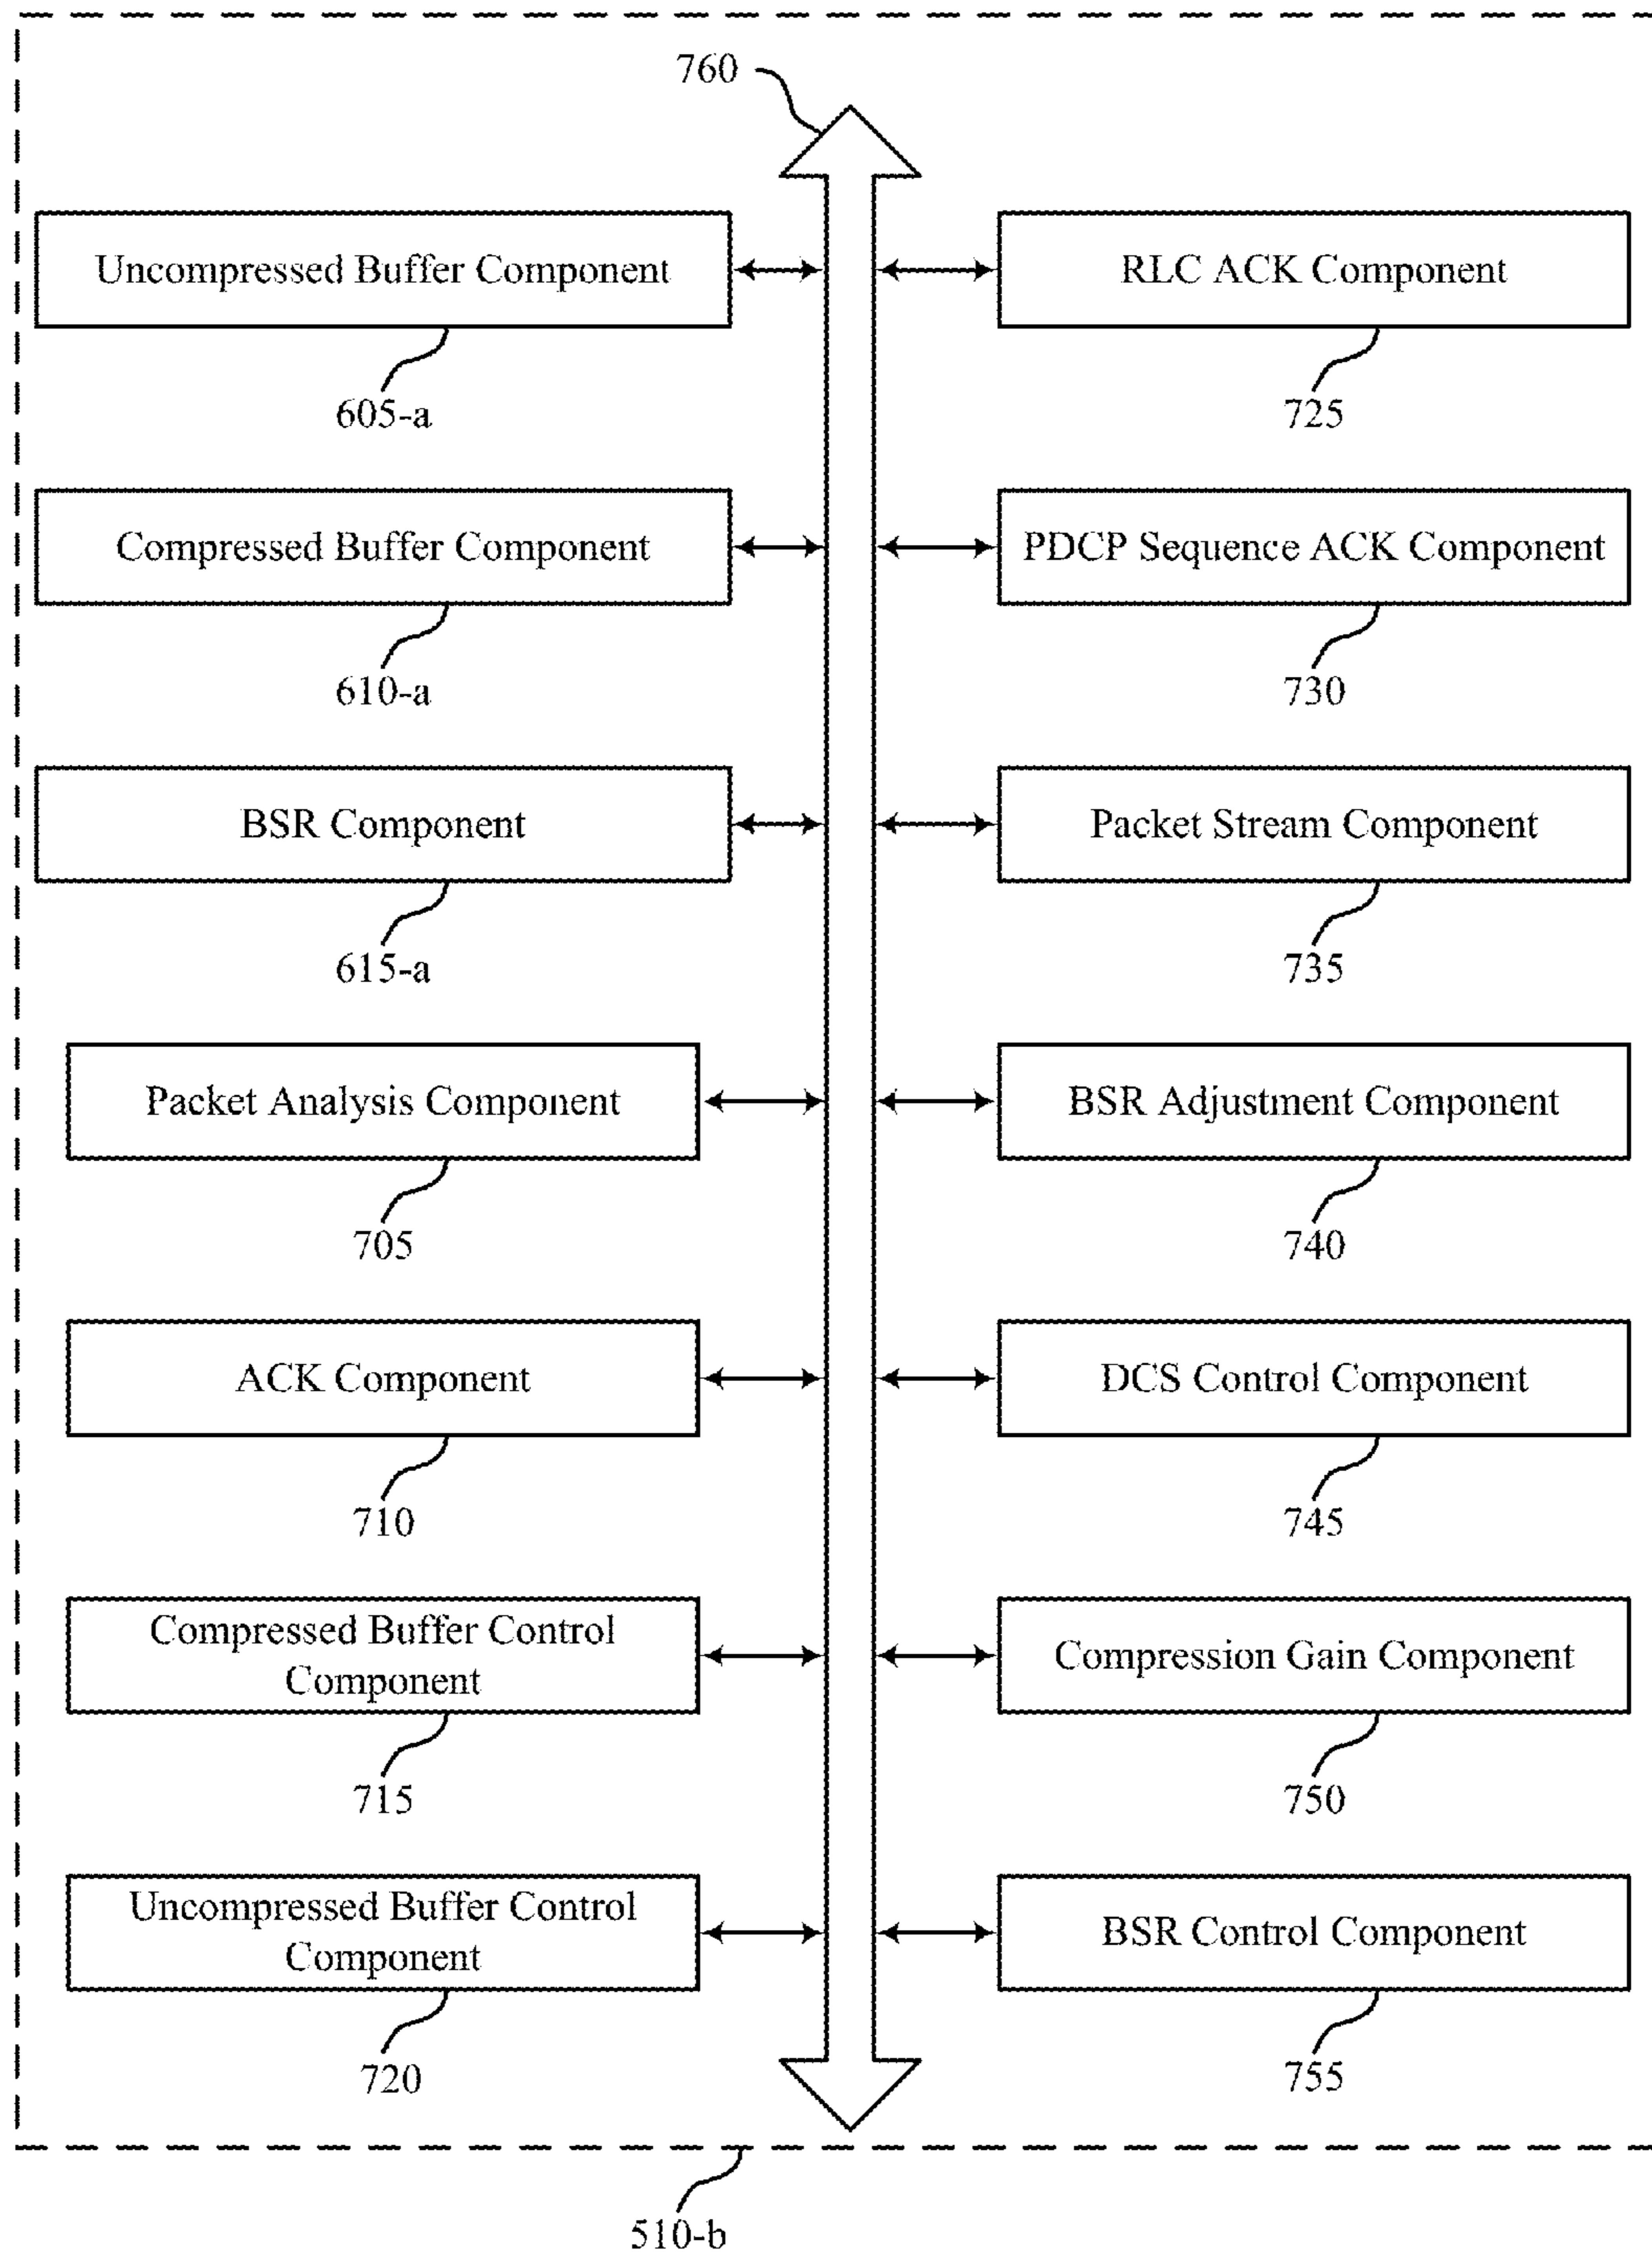 760
Uncompressed Buffer Component
RLC ACK Component
605-a
725
Compressed Buffer Component
PDCP Sequence ACK Component
610-a
730
BSR Component
Packet Stream Component
615-a
735
Packet Analysis Component
BSR Adjustment Component
705
740
ACK Component
DCS Control Component
710
745
Compressed Buffer Control
Component
Compression Gain Component
715
750
Uncompressed Buffer Control
Component
BSR Control Component
720
755
510-b